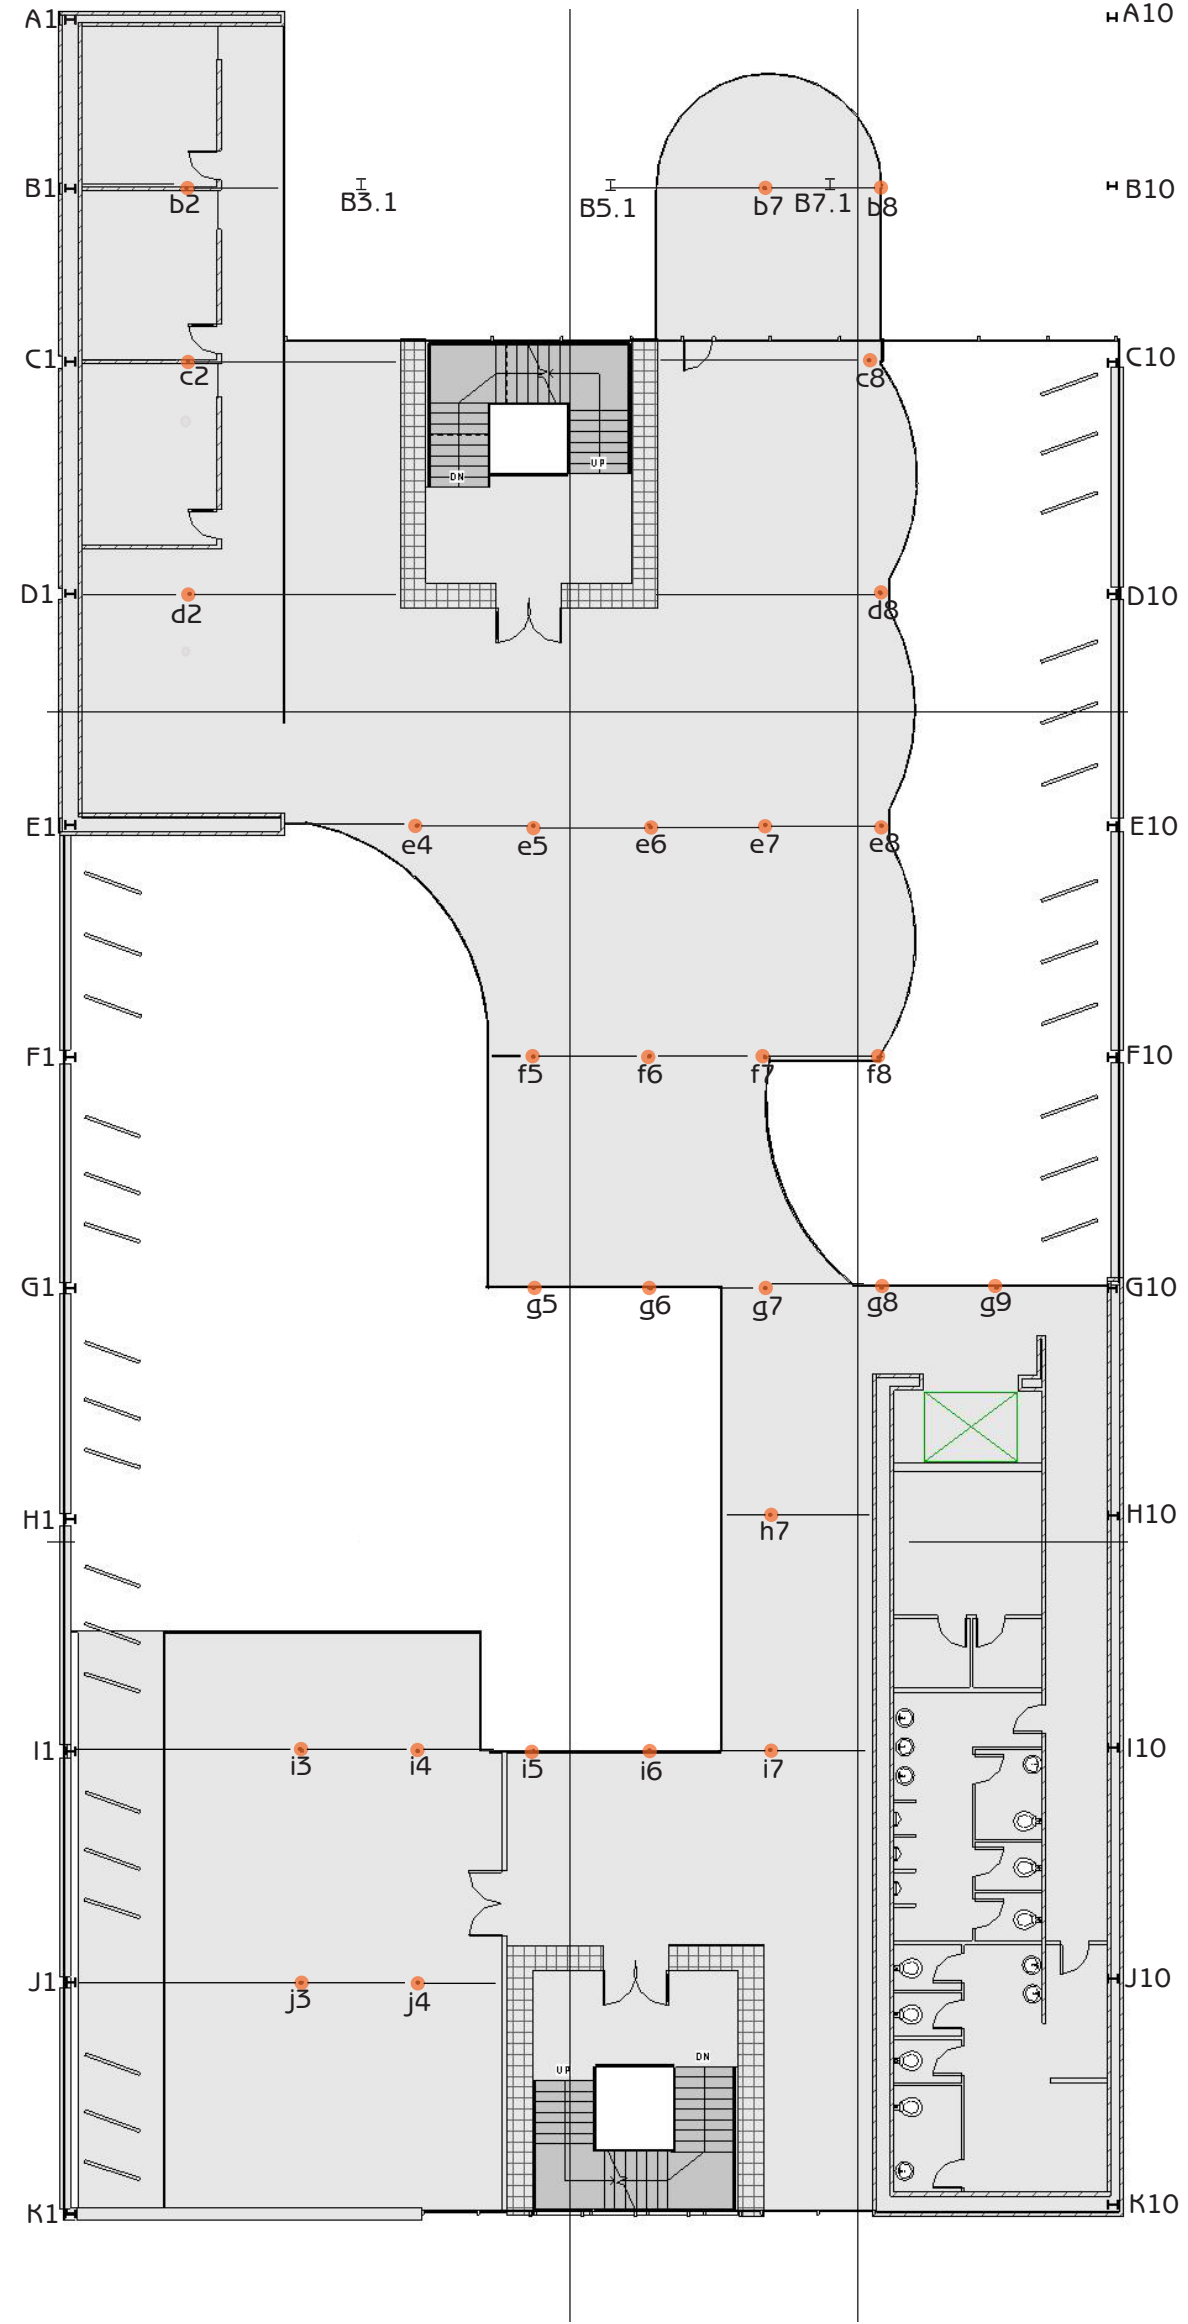 A1 A10
B1 b2 B3.1 B5.1 b7 B7.1 b8 B10
C1 c2 c8 C10
DN UP
D1 d2 d8 D10
E1 e4 e5 e6 e7 e8 E10
F1 f5 f6 f7 f8 F10
G1 g5 g6 g7 g8 g9 G10
H1 h7 H10
I1 i3 i4 i5 i6 i7 I10
J1 j3 j4 J10
UP DN
K1 K10